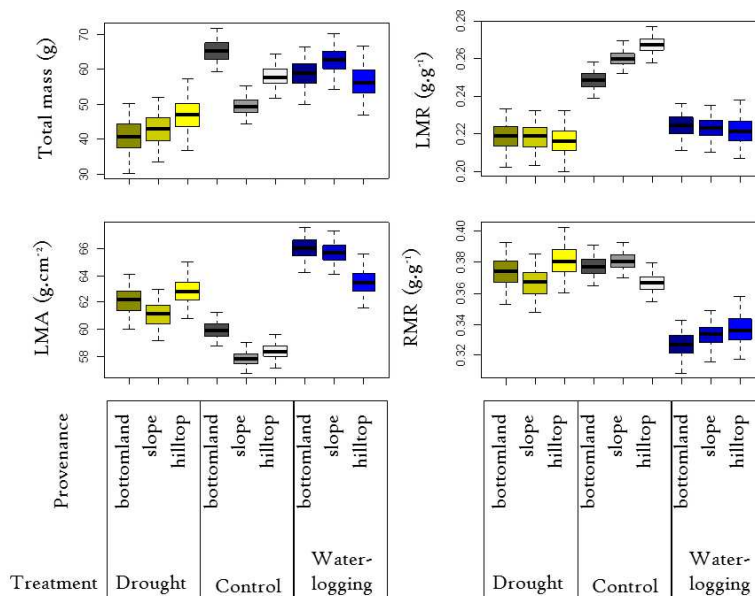 Total mass (g)
30 40 50 60 70
LMR (g.g⁻¹)
0.20 0.22 0.24 0.26 0.28
LMA (g.cm⁻²)
58 60 62 64 66
RMR (g.g⁻¹)
0.32 0.34 0.36 0.38 0.40
Provenance
bottomland
slope
hilltop
bottomland
slope
hilltop
bottomland
slope
hilltop
bottomland
slope
hilltop
bottomland
slope
hilltop
bottomland
slope
hilltop
Treatment
Drought
Control
Water-
logging
Drought
Control
Water-
logging